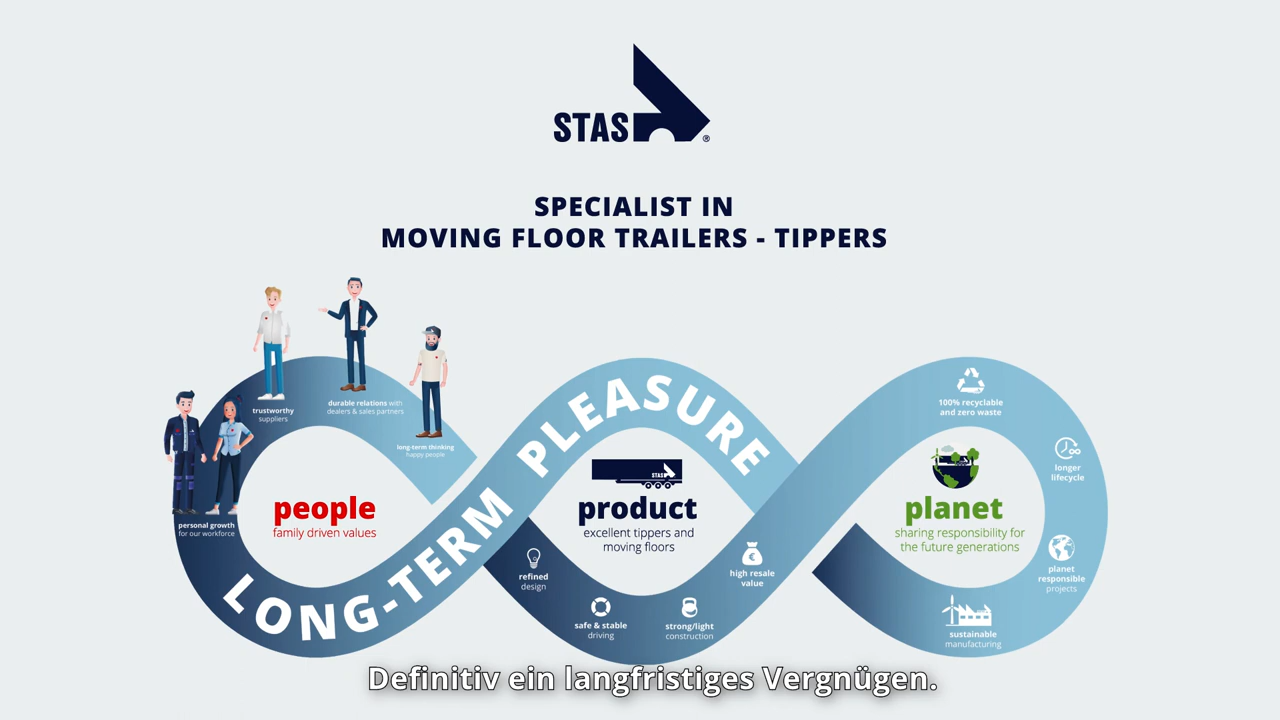 STAS
®
SPECIALIST IN
MOVING FLOOR TRAILERS - TIPPERS
trustworthy
suppliers
durable relations with
dealers & sales partners
long-term thinking
happy people
personal growth
for our workforce
people
family driven values
LONG-TERM PLEASURE
STAS
product
excellent tippers and
moving floors
refined
design
safe & stable
driving
strong/light
construction
high resale
value
planet
sharing responsibility for
the future generations
100% recyclable
and zero waste
longer
lifecycle
planet
responsible
projects
sustainable
manufacturing
Definitiv ein langfristiges Vergnügen.